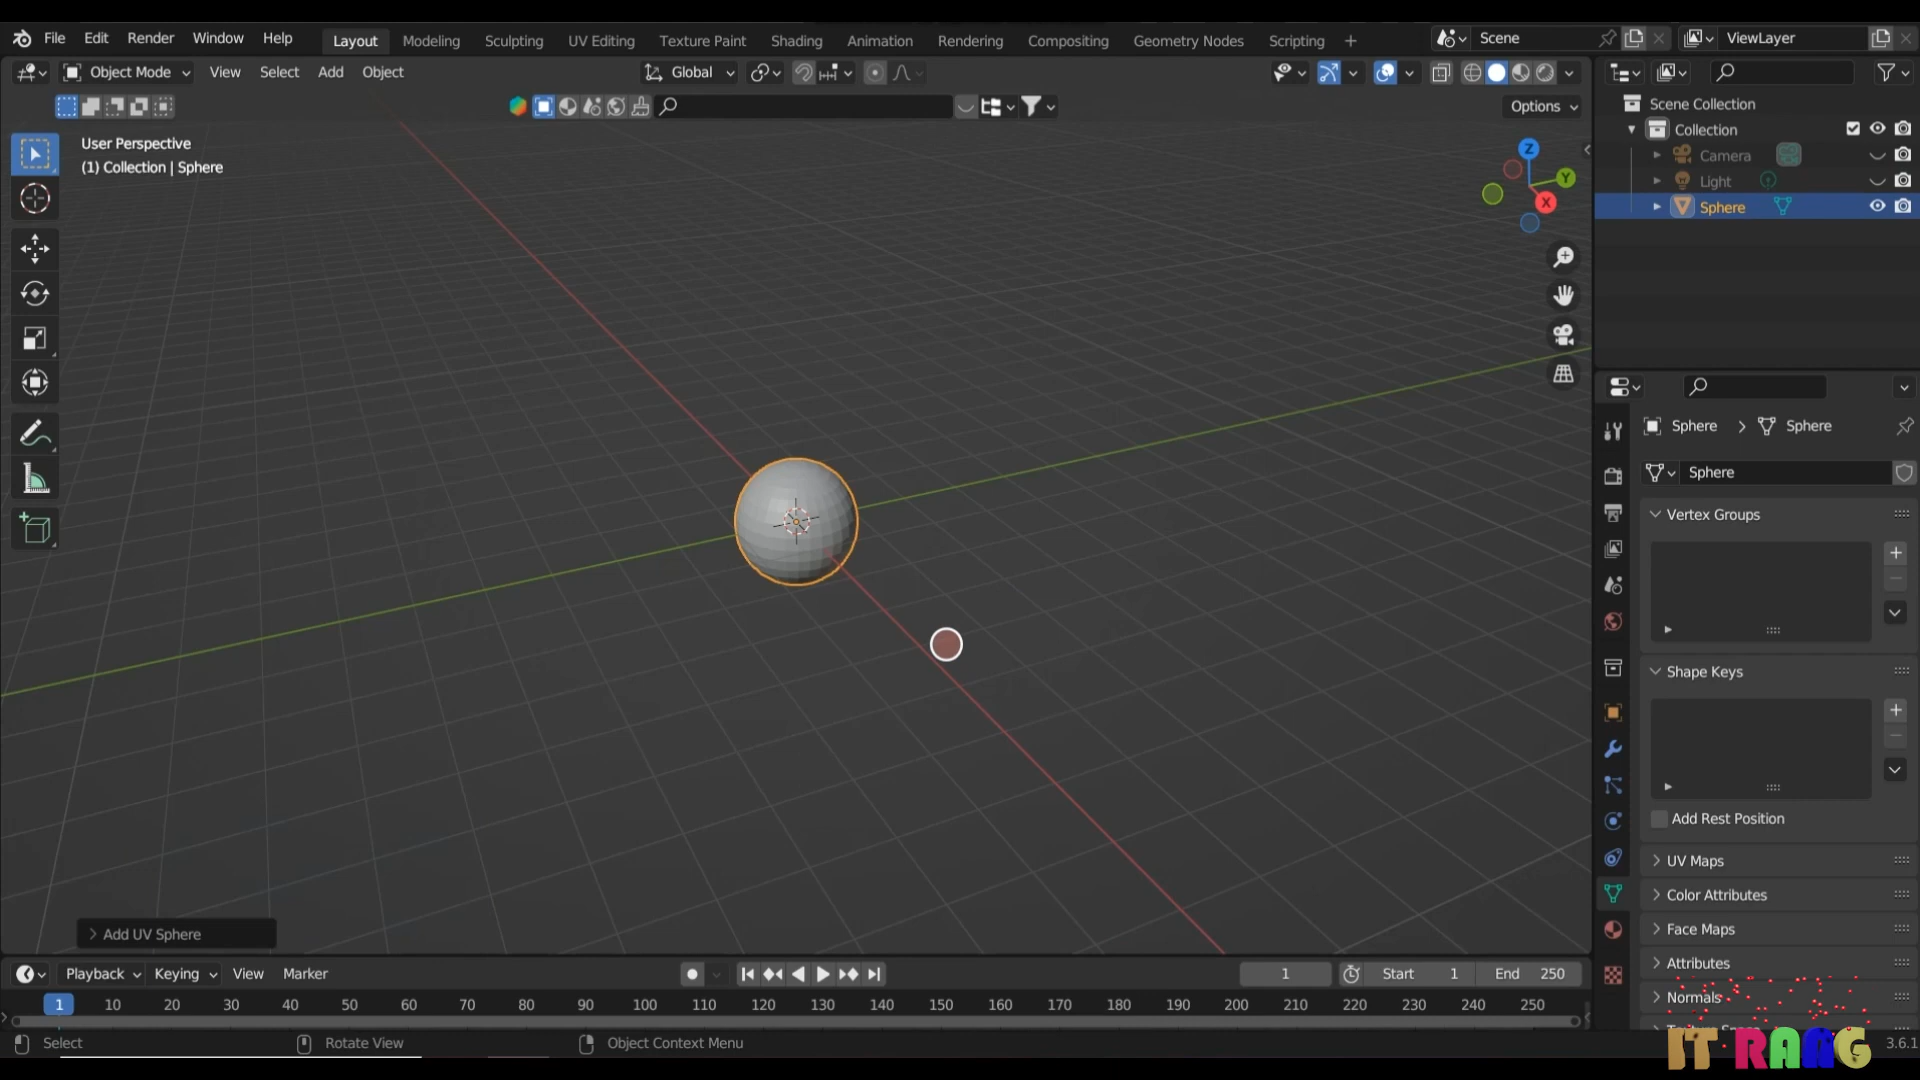 File Edit Render Window Help Layout Modeling Sculpting UV Editing Texture Paint Shading Animation Rendering Compositing Geometry Nodes Scripting + Scene ViewLayer
Object Mode View Select Add Object Global
Options
User Perspective
(1) Collection | Sphere
Z
Y
X
Add UV Sphere
Scene Collection
Collection
Camera
Light
Sphere
Sphere > Sphere
Sphere
Vertex Groups
Shape Keys
Add Rest Position
UV Maps
Color Attributes
Face Maps
Attributes
Normals
Playback Keying View Marker 1 Start 1 End 250
1 10 20 30 40 50 60 70 80 90 100 110 120 130 140 150 160 170 180 190 200 210 220 230 240 250
Select Rotate View Object Context Menu 3.6.1
IT RANG